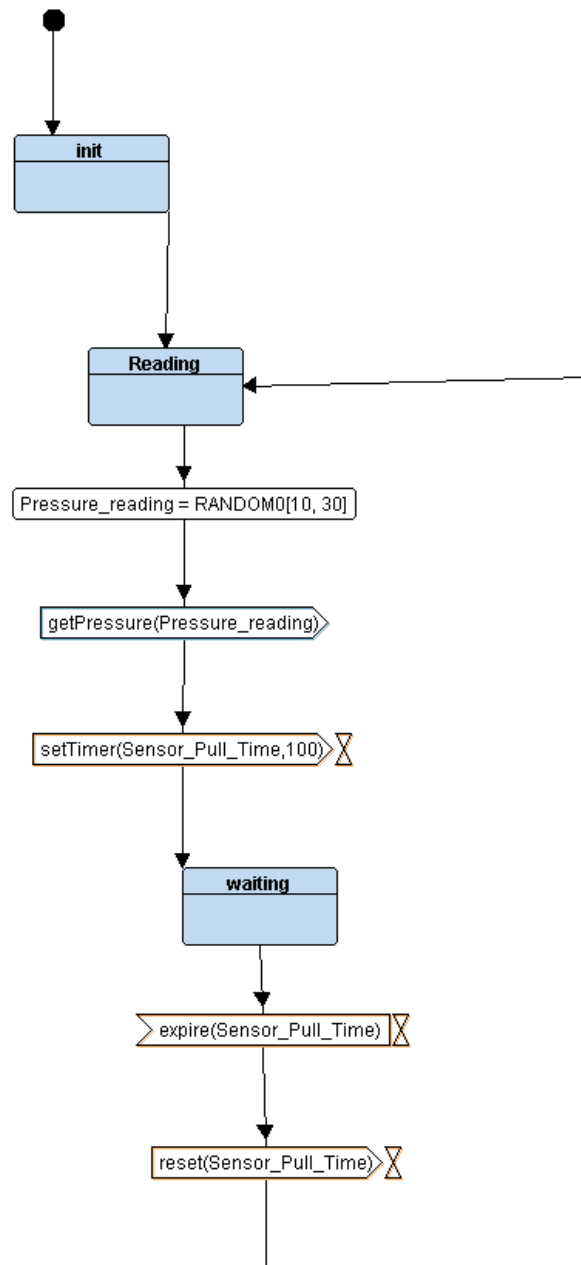 init
Reading
Pressure_reading = RANDOM0[10, 30]
getPressure(Pressure_reading)
setTimer(Sensor_Pull_Time,100)
waiting
expire(Sensor_Pull_Time)
reset(Sensor_Pull_Time)